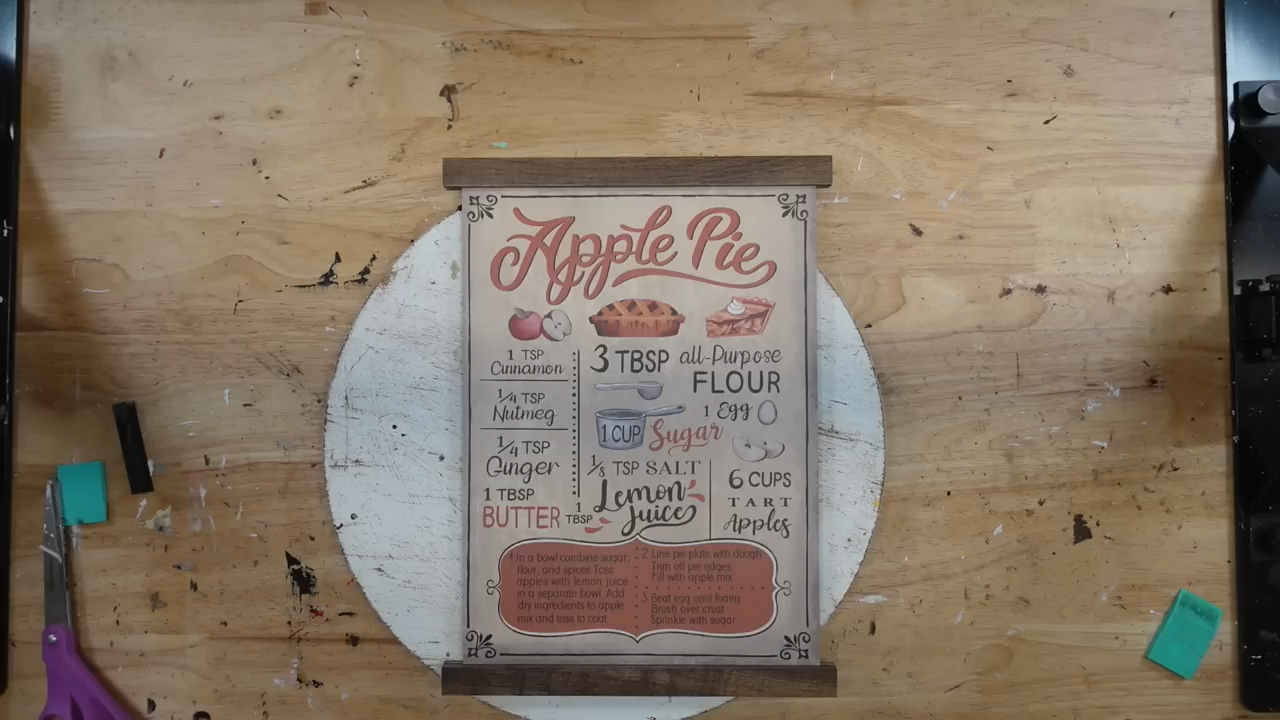 Apple Pie
1 TSP
Cinnamon
1/4 TSP
Nutmeg
1/4 TSP
Ginger
1 TBSP
BUTTER
3 TBSP all-Purpose
FLOUR
1 Egg
1 CUP Sugar
1/8 TSP SALT
1 TBSP Lemon Juice
6 CUPS
TART
Apples
1 In a bowl combine sugar,
flour, and spices. Toss
apples with lemon juice
in a separate bowl. Add
dry ingredients to apple
mix and toss to coat
2. Line pie plate with dough
Trim off pie edges
Fill with apple mix
3. Beat egg until foamy
Brush over crust
Sprinkle with sugar